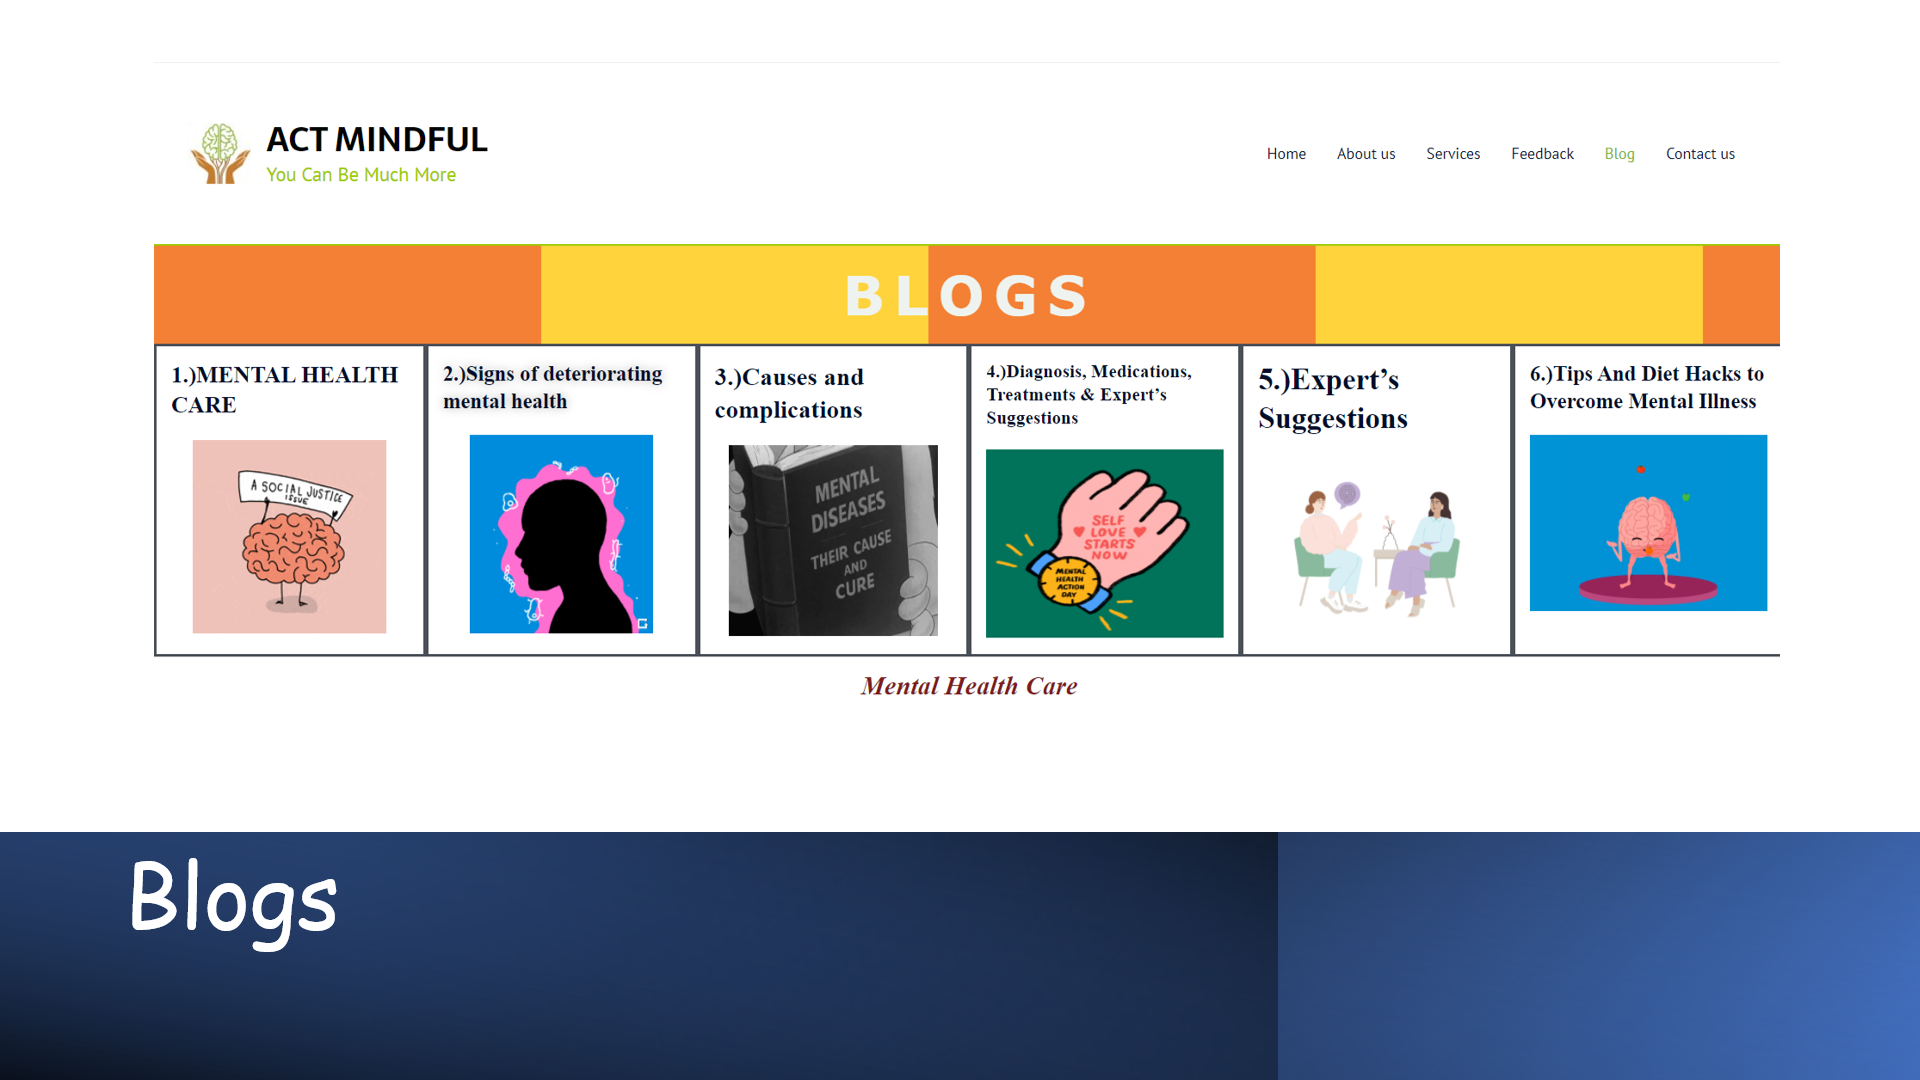 ACT MINDFUL
You Can Be Much More
Home About us Services Feedback Blog Contact us
BLOGS
1.)MENTAL HEALTH
CARE
A SOCIAL JUSTICE
ISSUE
2.)Signs of deteriorating
mental health
3.)Causes and
complications
MENTAL
DISEASES
THEIR CAUSE
AND
CURE
4.)Diagnosis, Medications,
Treatments & Expert’s
Suggestions
SELF
LOVE
STARTS
NOW
MENTAL
HEALTH
ACTION
DAY
5.)Expert’s
Suggestions
6.)Tips And Diet Hacks to
Overcome Mental Illness
Mental Health Care
Blogs